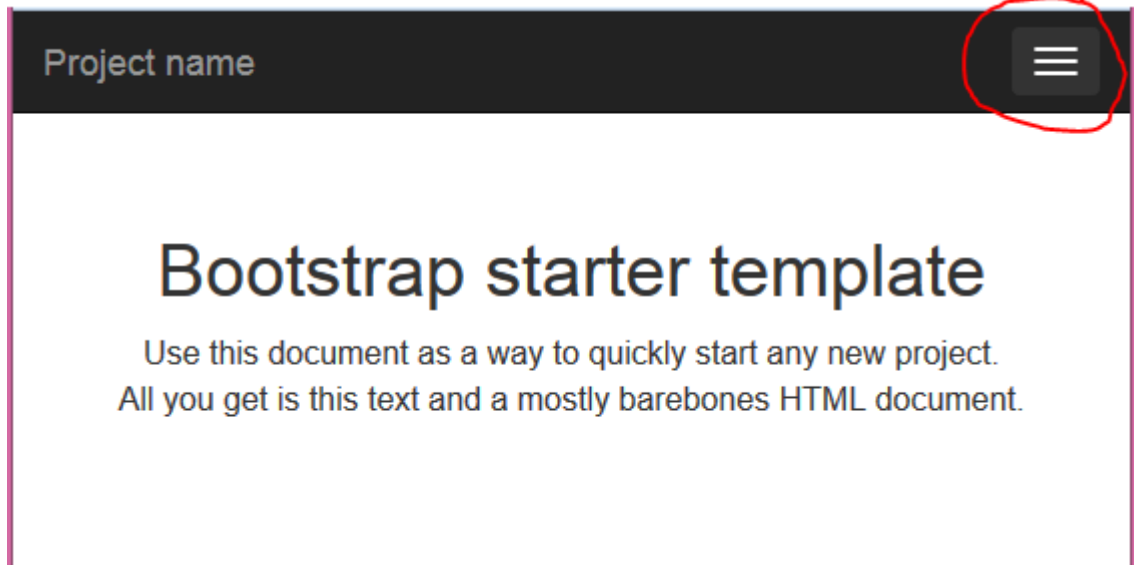 Project name
Bootstrap starter template
Use this document as a way to quickly start any new project.
All you get is this text and a mostly barebones HTML document.